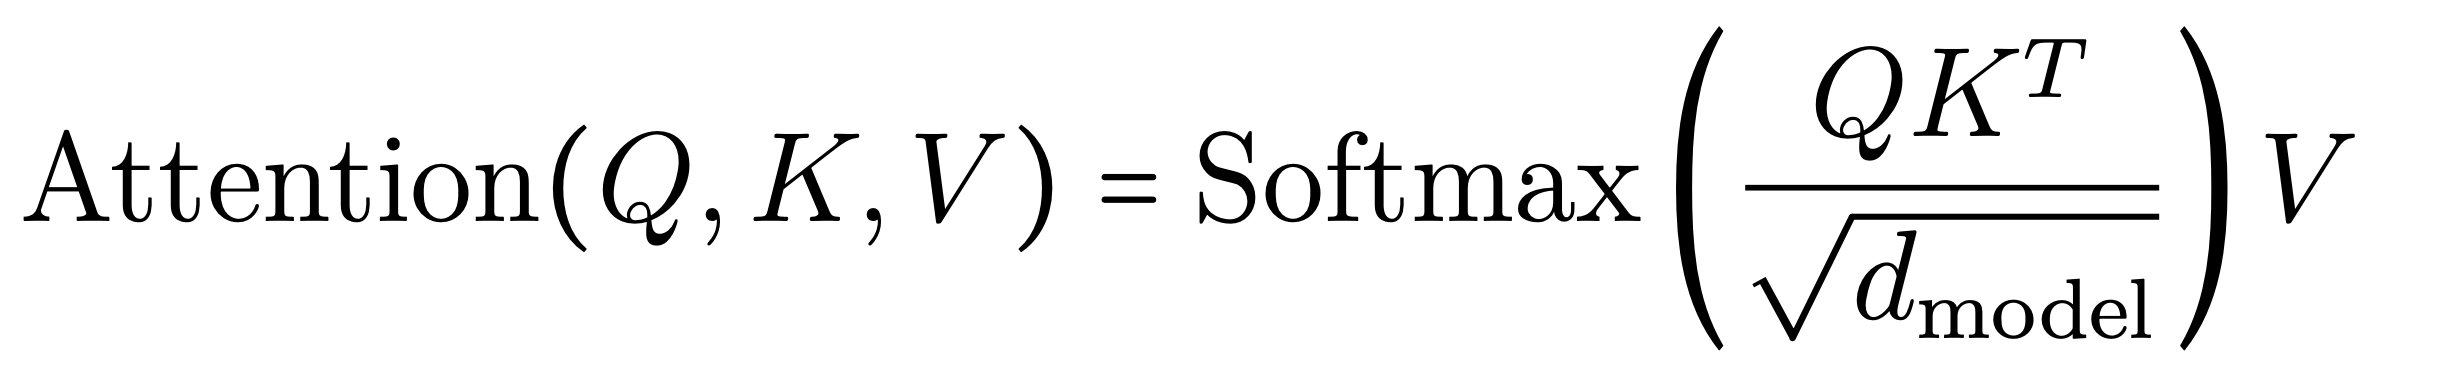 Attention(Q, K, V) = Softmax(QK^T / √d_model) V